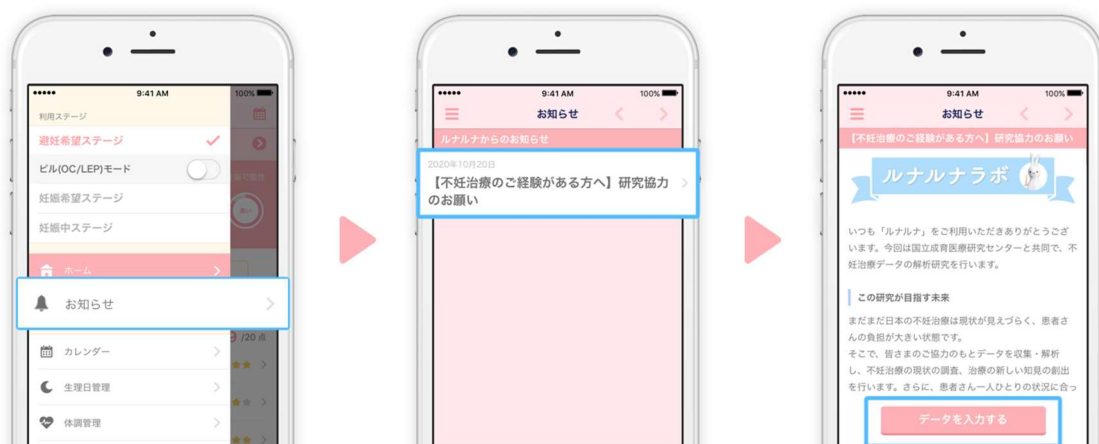 9:41 AM
100%
利用ステージ
避妊希望ステージ
ピル(OC/LEP)モード
妊娠希望ステージ
妊娠中ステージ
ホーム
お知らせ
/20 点
カレンダー
生理日管理
体調管理
9:41 AM
100%
お知らせ
ルナルナからのお知らせ
2020年10月20日
【不妊治療のご経験がある方へ】研究協力
のお願い
9:41 AM
100%
お知らせ
【不妊治療のご経験がある方へ】研究協力のお願い
ルナルナラボ
いつも「ルナルナ」をご利用いただきありがとうござ
います。今回は国立成育医療研究センターと共同で、不
妊治療データの解析研究を行います。
この研究が目指す未来
まだまだ日本の不妊治療は現状が見えづらく、患者さ
んの負担が大きい状態です。
そこで、皆さまのご協力のもとデータを収集・解析
し、不妊治療の現状の調査、治療の新しい知見の創出
を行います。さらに、患者さん一人ひとりの状況に合っ
データを入力する